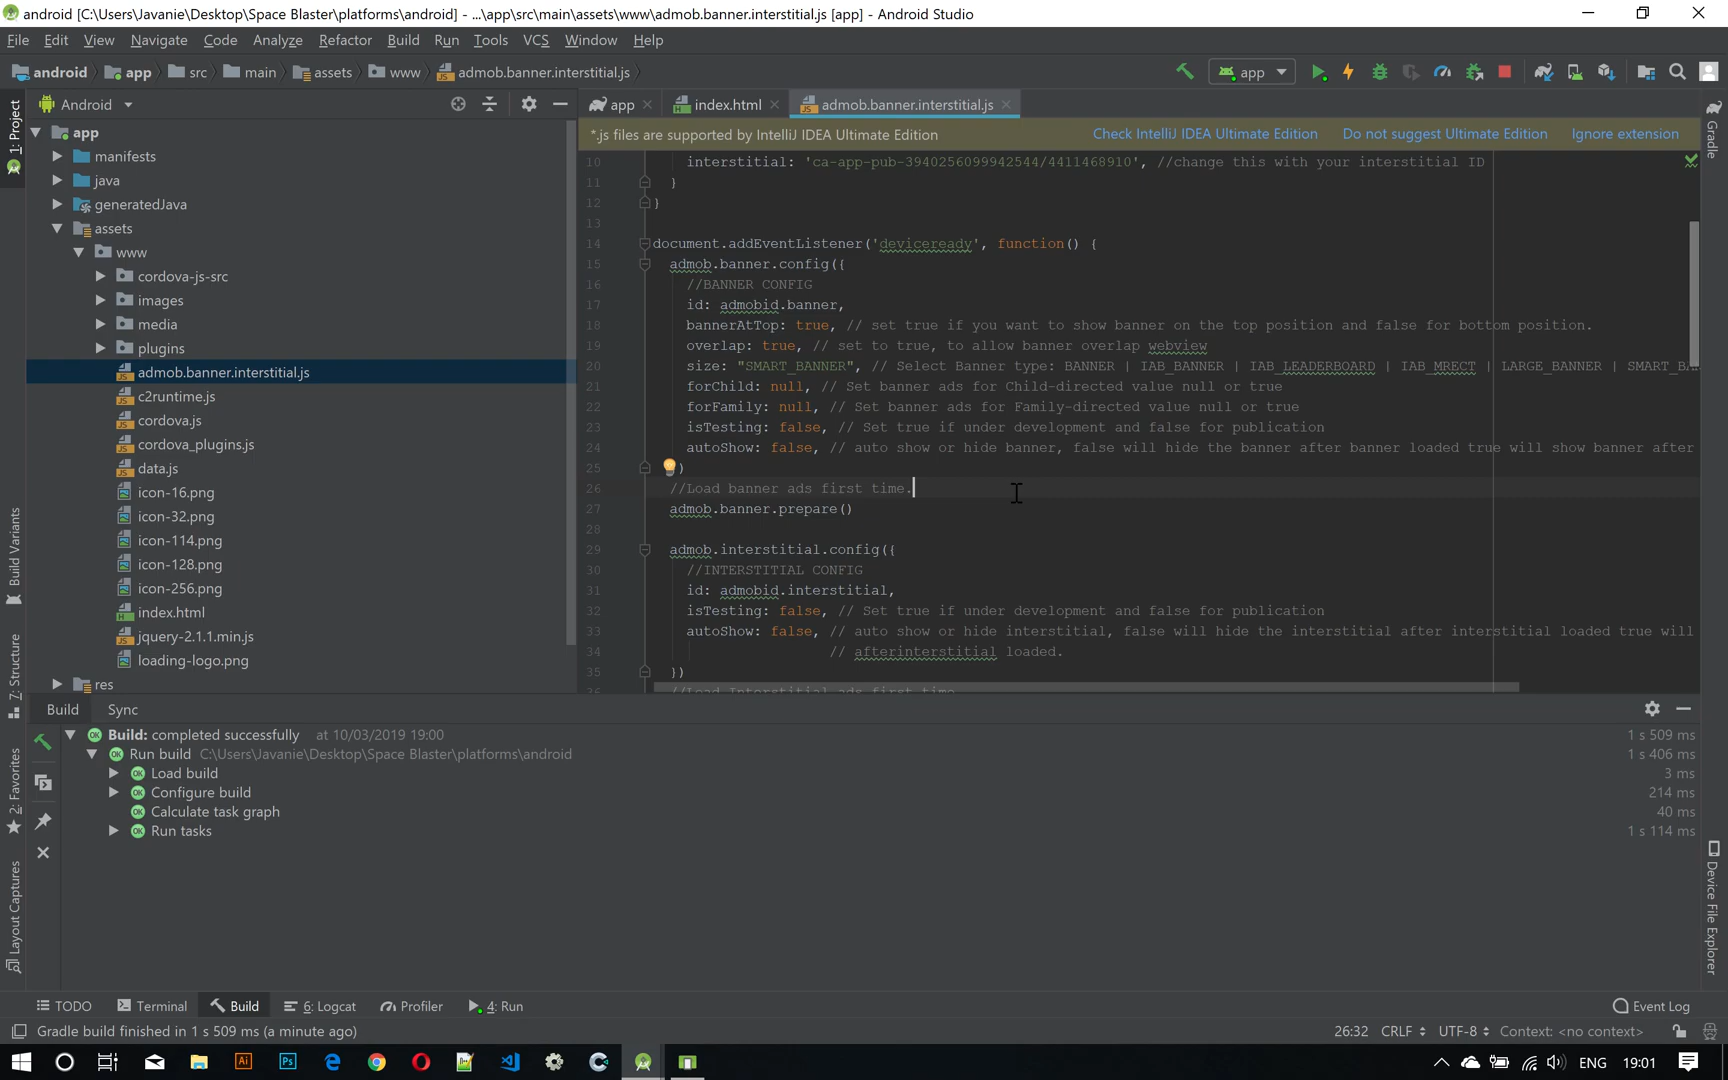 android [C:\Users\Javanie\Desktop\Space Blaster\platforms\android] - ...\app\src\main\assets\www\admob.banner.interstitial.js [app] - Android Studio
File Edit View Navigate Code Analyze Refactor Build Run Tools VCS Window Help
android app src main assets www admob.banner.interstitial.js
app
1: Project
Android
app index.html admob.banner.interstitial.js
Gradle
*.js files are supported by IntelliJ IDEA Ultimate Edition Check IntelliJ IDEA Ultimate Edition Do not suggest Ultimate Edition Ignore extension
app
manifests
java
generatedJava
assets
www
cordova-js-src
images
media
plugins
admob.banner.interstitial.js
c2runtime.js
cordova.js
cordova_plugins.js
data.js
icon-16.png
icon-32.png
icon-114.png
icon-128.png
icon-256.png
index.html
jquery-2.1.1.min.js
loading-logo.png
res
10 interstitial: 'ca-app-pub-3940256099942544/4411468910', //change this with your interstitial ID
11 }
12 }
13
14 document.addEventListener('deviceready', function() {
15 admob.banner.config({
16 //BANNER CONFIG
17 id: admobid.banner,
18 bannerAtTop: true, // set true if you want to show banner on the top position and false for bottom position.
19 overlap: true, // set to true, to allow banner overlap webview
20 size: "SMART_BANNER", // Select Banner type: BANNER | IAB_BANNER | IAB_LEADERBOARD | IAB_MRECT | LARGE_BANNER | SMART_BA
21 forChild: null, // Set banner ads for Child-directed value null or true
22 forFamily: null, // Set banner ads for Family-directed value null or true
23 isTesting: false, // Set true if under development and false for publication
24 autoShow: false, // auto show or hide banner, false will hide the banner after banner loaded true will show banner after
25 )
26 //Load banner ads first time.
27 admob.banner.prepare()
28
29 admob.interstitial.config({
30 //INTERSTITIAL CONFIG
31 id: admobid.interstitial,
32 isTesting: false, // Set true if under development and false for publication
33 autoShow: false, // auto show or hide interstitial, false will hide the interstitial after interstitial loaded true will
34 // afterinterstitial loaded.
35 })
36 //Load Interstitial ads first time
Build Variants
7: Structure
2: Favorites
Layout Captures
Device File Explorer
Build Sync
Build: completed successfully at 10/03/2019 19:00 1 s 509 ms
Run build C:\Users\Javanie\Desktop\Space Blaster\platforms\android 1 s 406 ms
Load build 3 ms
Configure build 214 ms
Calculate task graph 40 ms
Run tasks 1 s 114 ms
TODO Terminal Build 6: Logcat Profiler 4: Run Event Log
Gradle build finished in 1 s 509 ms (a minute ago) 26:32 CRLF UTF-8 Context: <no context>
Ai Ps ENG 19:01